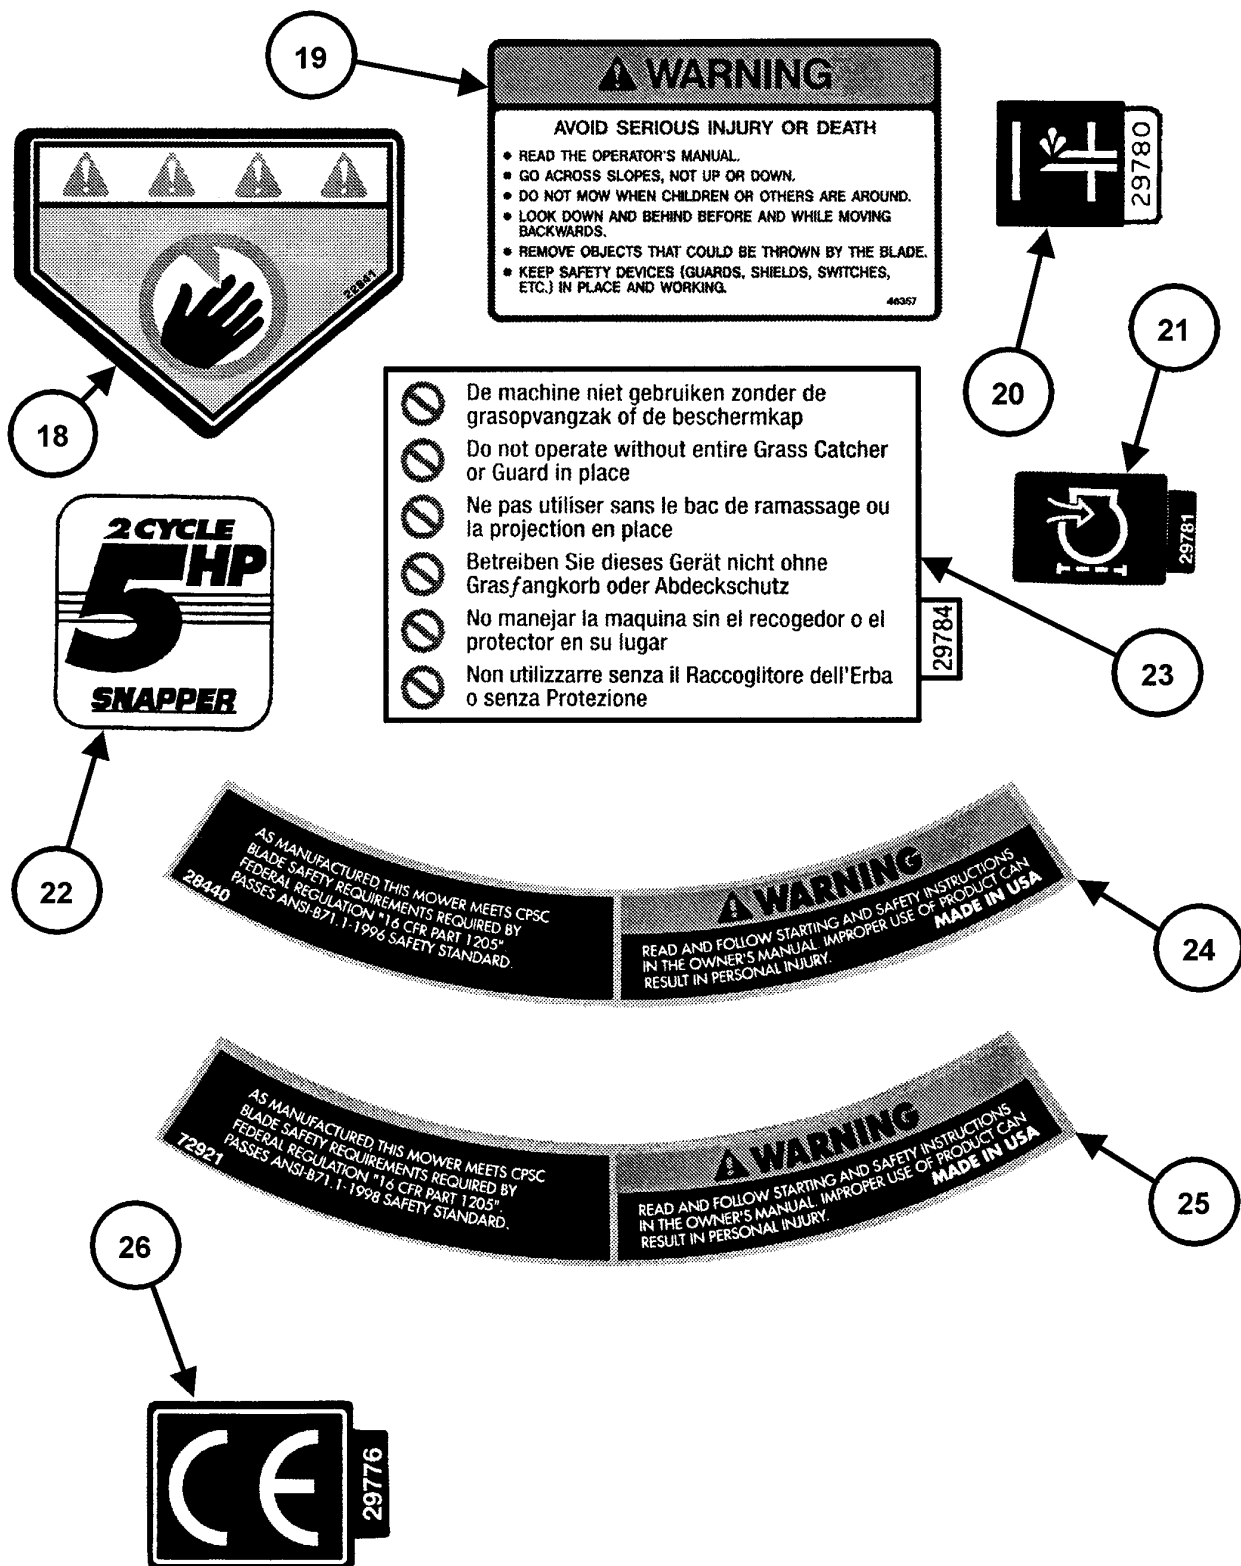 19
⚠ WARNING
AVOID SERIOUS INJURY OR DEATH
• READ THE OPERATOR'S MANUAL.
• GO ACROSS SLOPES, NOT UP OR DOWN.
• DO NOT MOW WHEN CHILDREN OR OTHERS ARE AROUND.
• LOOK DOWN AND BEHIND BEFORE AND WHILE MOVING
BACKWARDS.
• REMOVE OBJECTS THAT COULD BE THROWN BY THE BLADE.
• KEEP SAFETY DEVICES (GUARDS, SHIELDS, SWITCHES,
ETC.) IN PLACE AND WORKING.
46357
29780
20
22841
18
21
29781
De machine niet gebruiken zonder de
grasopvangzak of de beschermkap
Do not operate without entire Grass Catcher
or Guard in place
Ne pas utiliser sans le bac de ramassage ou
la projection en place
Betreiben Sie dieses Gerät nicht ohne
Grasfangkorb oder Abdeckschutz
No manejar la maquina sin el recogedor o el
protector en su lugar
Non utilizzarre senza il Raccoglitore dell'Erba
o senza Protezione
29784
23
2 CYCLE
5 HP
SNAPPER
22
AS MANUFACTURED, THIS MOWER MEETS CPSC
BLADE SAFETY REQUIREMENTS REQUIRED BY
FEDERAL REGULATION "16 CFR PART 1205".
PASSES ANSI-B71.1-1996 SAFETY STANDARD.
28440
⚠ WARNING
READ AND FOLLOW STARTING AND SAFETY INSTRUCTIONS
IN THE OWNER'S MANUAL. IMPROPER USE OF PRODUCT CAN
RESULT IN PERSONAL INJURY.
MADE IN USA
24
AS MANUFACTURED, THIS MOWER MEETS CPSC
BLADE SAFETY REQUIREMENTS REQUIRED BY
FEDERAL REGULATION "16 CFR PART 1205".
PASSES ANSI-B71.1-1998 SAFETY STANDARD.
72921
⚠ WARNING
READ AND FOLLOW STARTING AND SAFETY INSTRUCTIONS
IN THE OWNER'S MANUAL. IMPROPER USE OF PRODUCT CAN
RESULT IN PERSONAL INJURY.
MADE IN USA
25
26
CE
29776